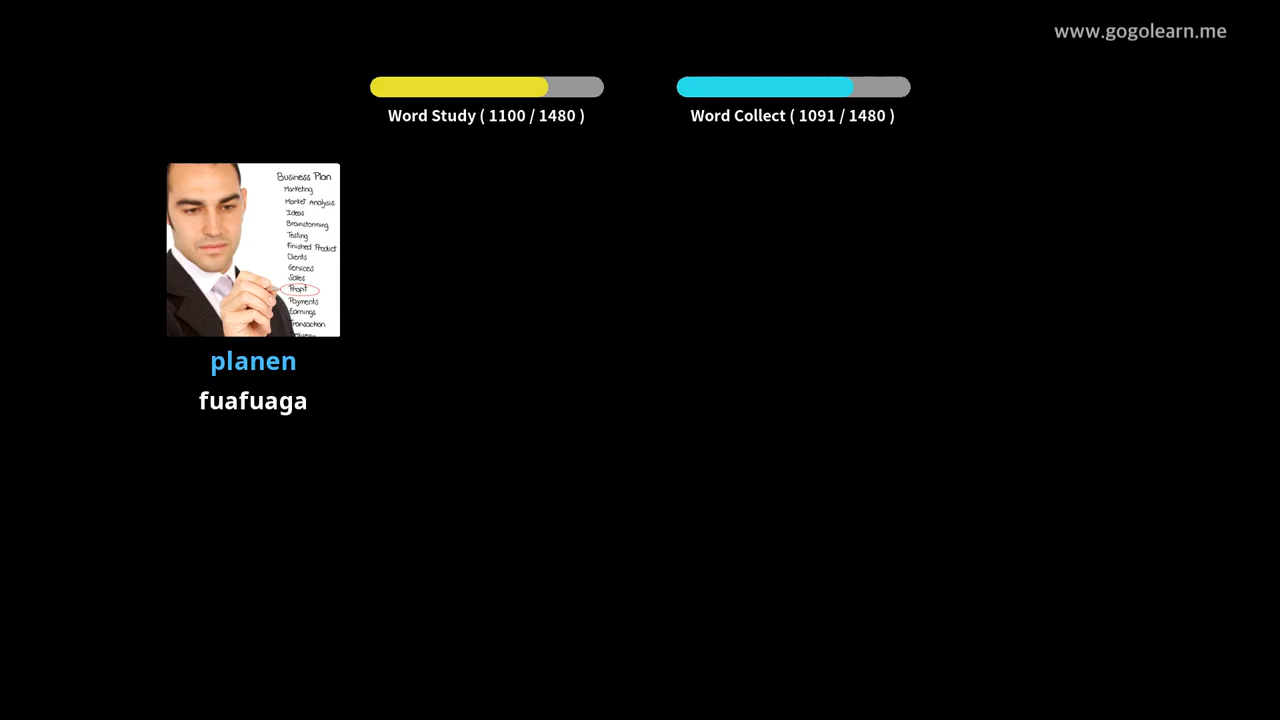 www.gogolearn.me
Word Study ( 1100 / 1480 )
Word Collect ( 1091 / 1480 )
Business Plan
Marketing
Market Analysis
Ideas
Brainstorming
Testing
Finished Product
Clients
Services
Sales
Profit
Payments
Earnings
Transaction
planen
fuafuaga